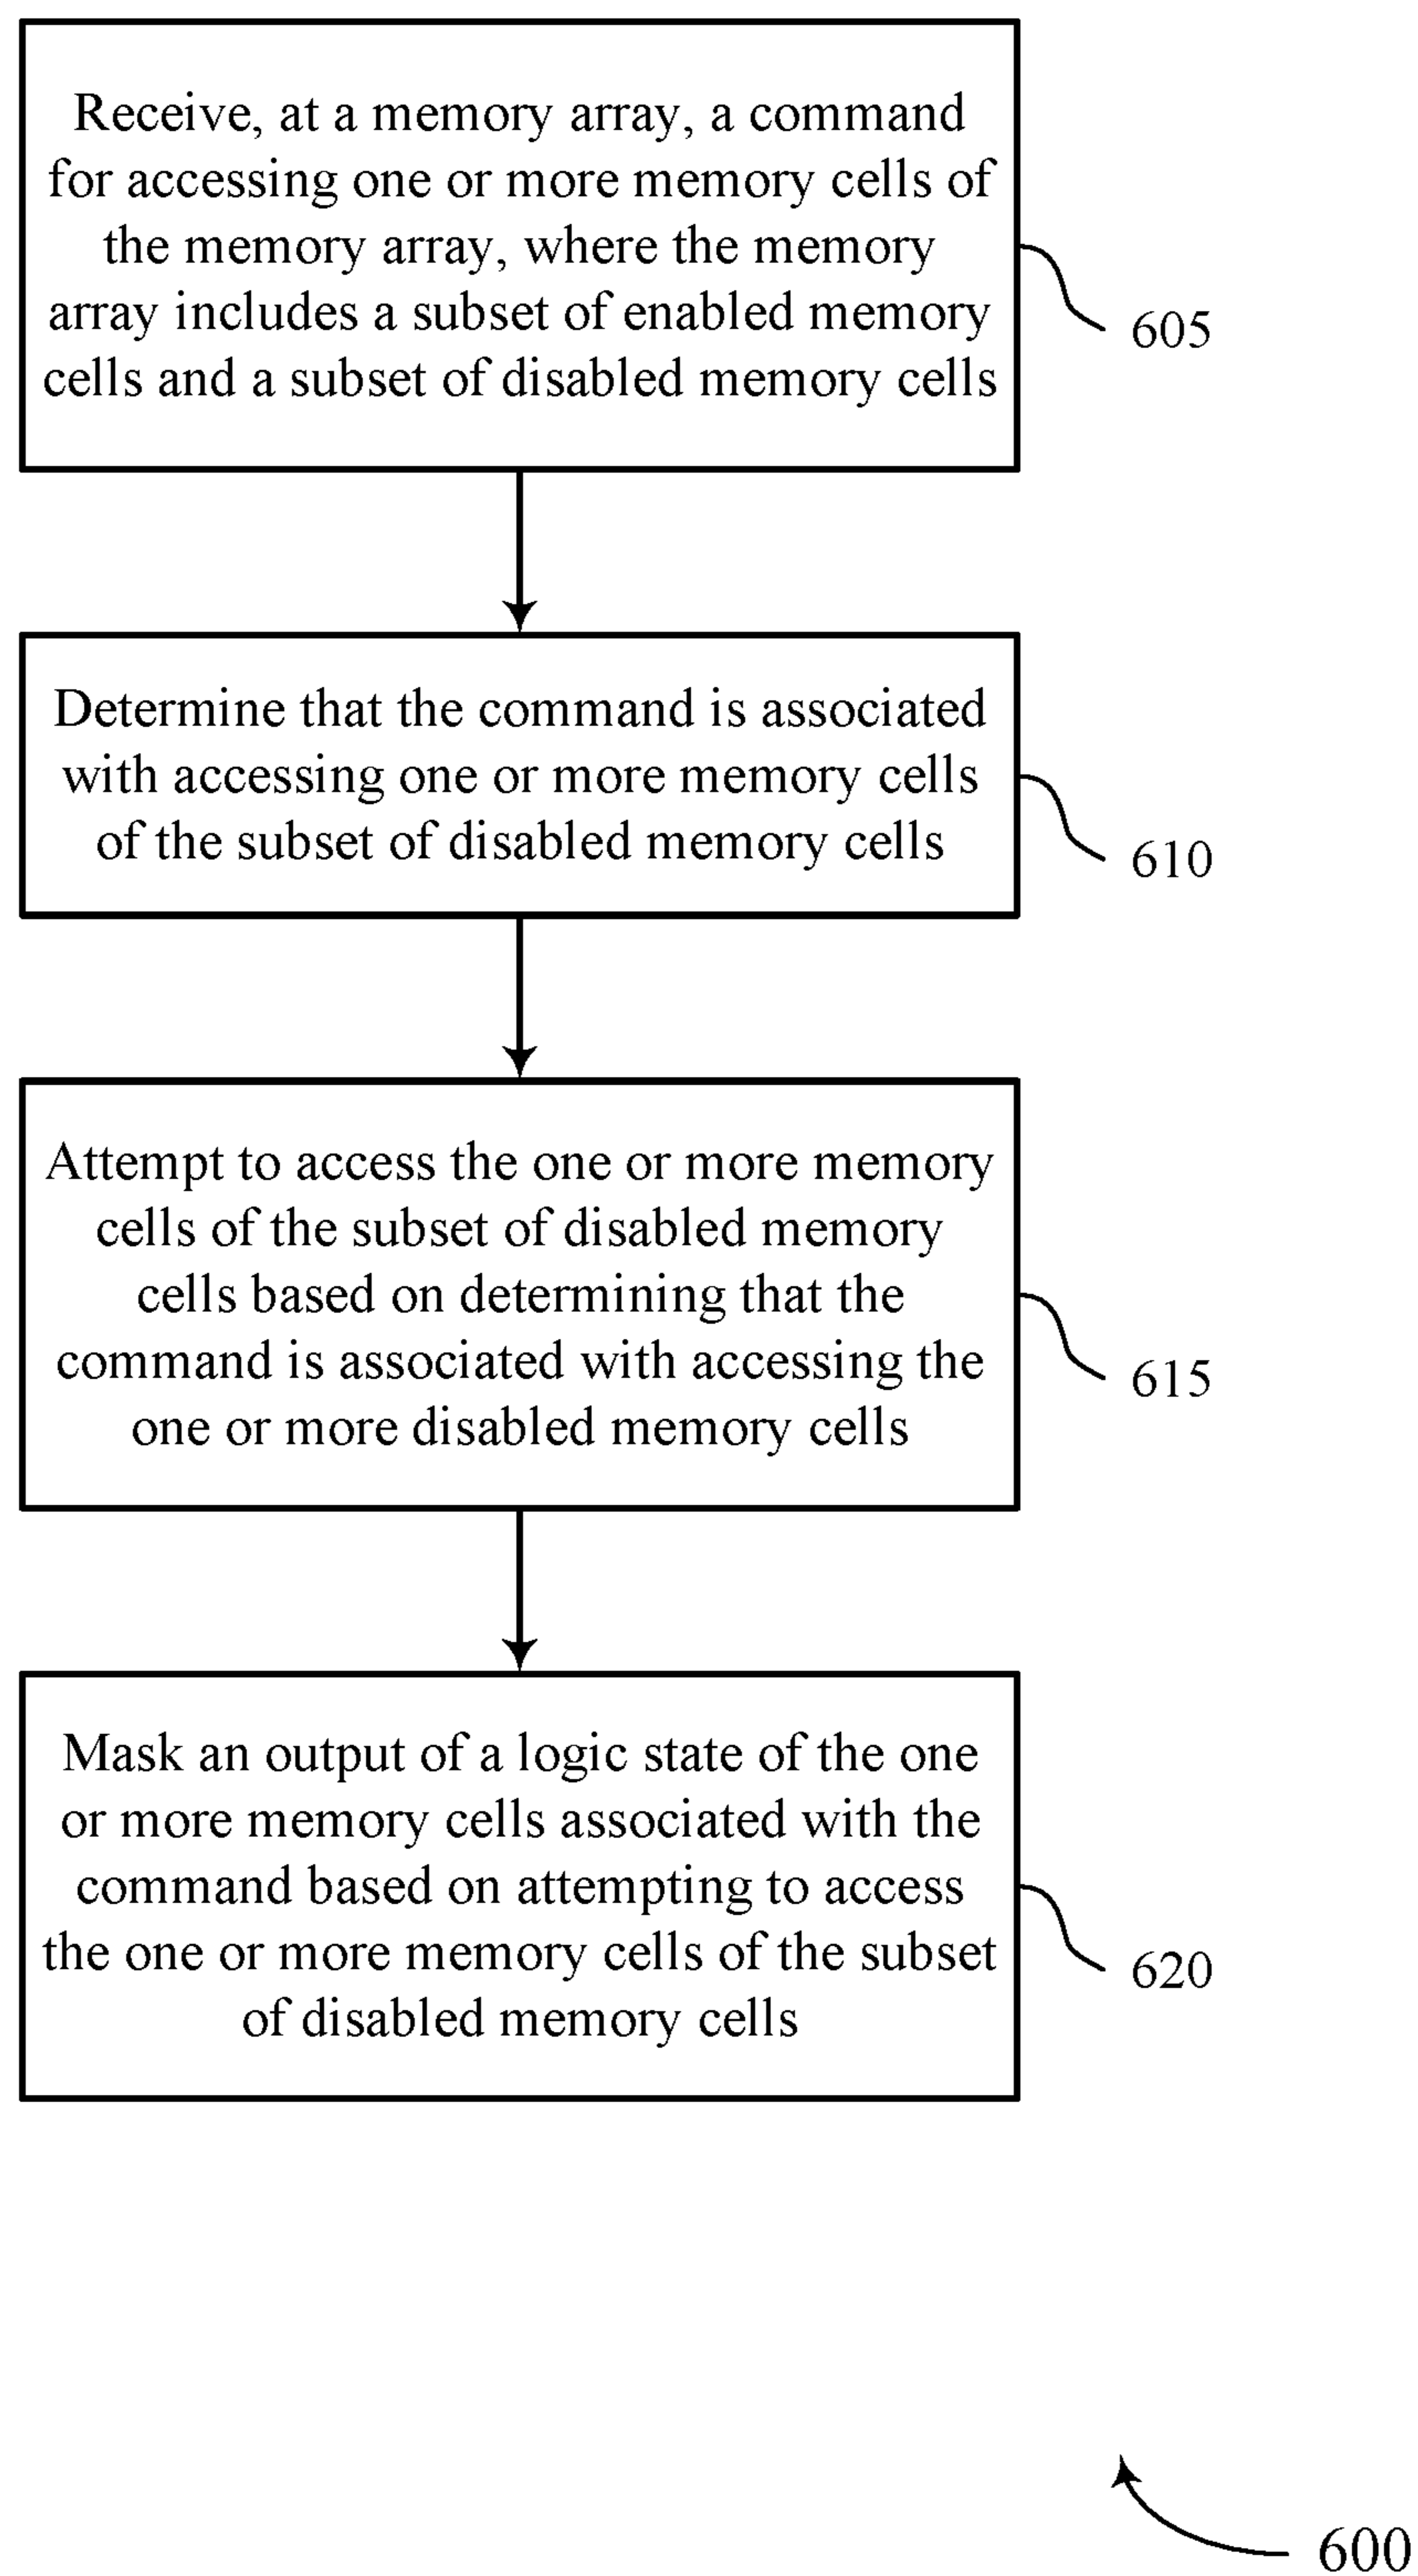 Receive, at a memory array, a command
for accessing one or more memory cells of
the memory array, where the memory
array includes a subset of enabled memory
cells and a subset of disabled memory cells
605
Determine that the command is associated
with accessing one or more memory cells
of the subset of disabled memory cells
610
Attempt to access the one or more memory
cells of the subset of disabled memory
cells based on determining that the
command is associated with accessing the
one or more disabled memory cells
615
Mask an output of a logic state of the one
or more memory cells associated with the
command based on attempting to access
the one or more memory cells of the subset
of disabled memory cells
620
600